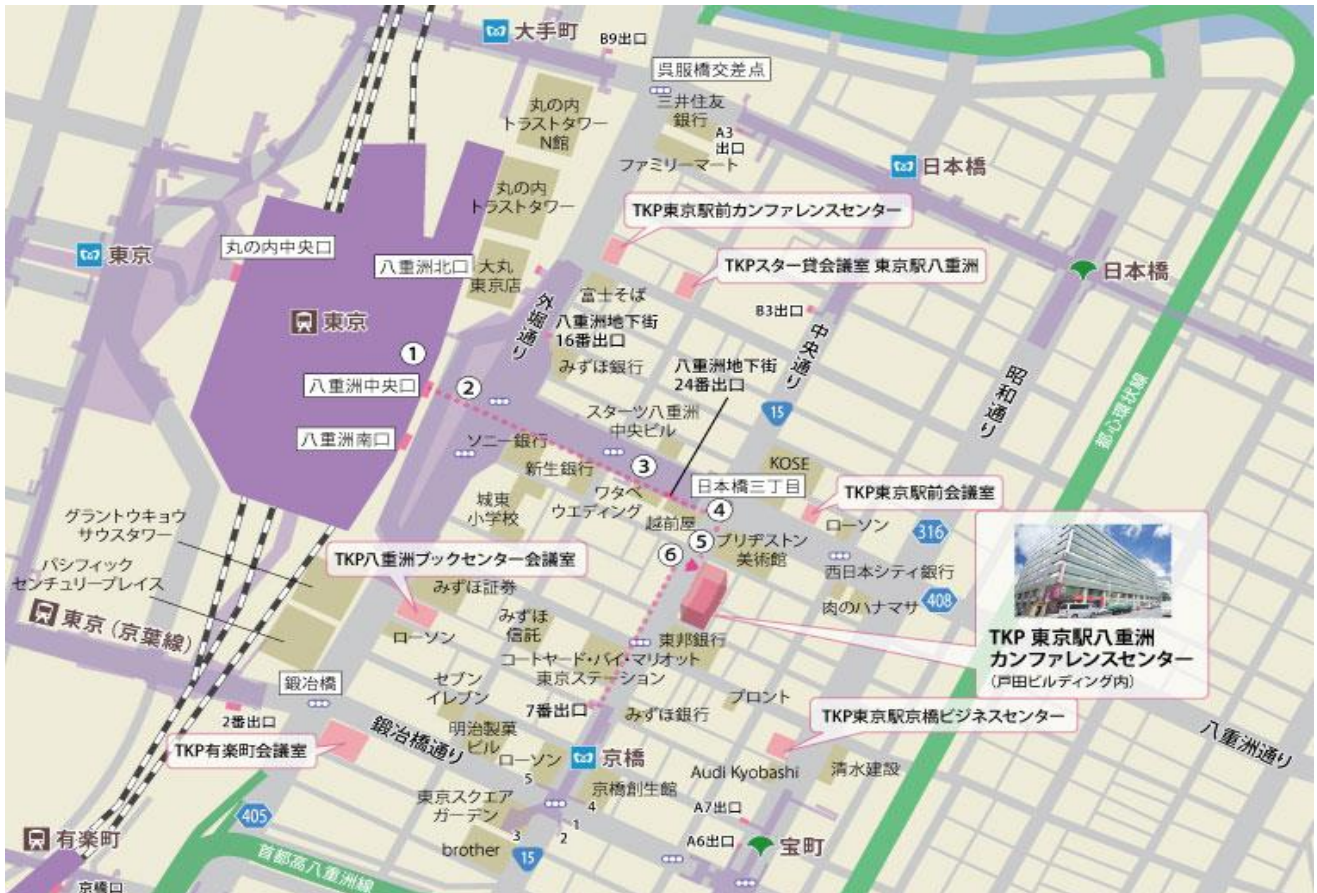 大手町
B9出口
呉服橋交差点
丸の内
トラストタワー
N館
三井住友
銀行
A3
出口
ファミリーマート
日本橋
丸の内
トラストタワー
TKP東京駅前カンファレンスセンター
丸の内中央口
東京
八重洲北口
大丸
東京店
TKPスター貸会議室 東京駅八重洲
日本橋
富士そば
外堀通り
東京
八重洲地下街
16番出口
B3出口
中央通り
みずほ銀行
八重洲地下街
24番出口
昭和通り
都心環状線
1
八重洲中央口
2
スターツ八重洲
中央ビル
15
八重洲南口
ソニー銀行
新生銀行
3
KOSE
日本橋三丁目
TKP東京駅前会議室
城東
小学校
ワタベ
ウエディング
4
越前屋
ローソン
316
グラントウキョウ
サウスタワー
5
ブリヂストン
美術館
6
TKP八重洲ブックセンター会議室
パシフィック
センチュリープレイス
西日本シティ銀行
みずほ証券
肉のハナマサ
408
東京(京葉線)
ローソン
みずほ
信託
東邦銀行
TKP 東京駅八重洲
カンファレンスセンター
(戸田ビルディング内)
コートヤード・バイ・マリオット
東京ステーション
鍛冶橋
セブン
イレブン
プロント
2番出口
7番出口
みずほ銀行
TKP東京駅京橋ビジネスセンター
鍛冶橋通り
明治製菓
ビル
八重洲通り
TKP有楽町会議室
ローソン
京橋
5
Audi Kyobashi
清水建設
東京スクエア
ガーデン
京橋創生館
4
A7出口
405
1
3
2
有楽町
brother
15
A6出口
宝町
首都高八重洲線
京橋口